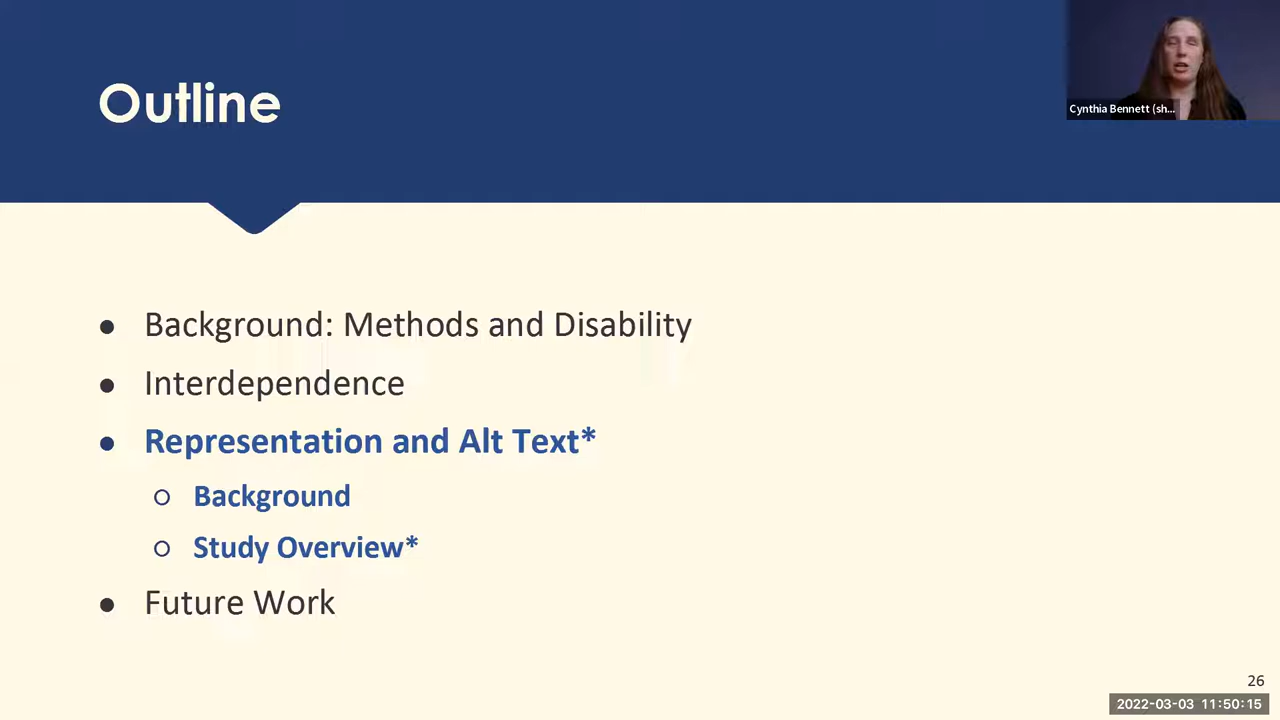 Outline
Cynthia Bennett (sh...
● Background: Methods and Disability
● Interdependence
● Representation and Alt Text*
○ Background
○ Study Overview*
● Future Work
26
2022-03-03 11:50:15